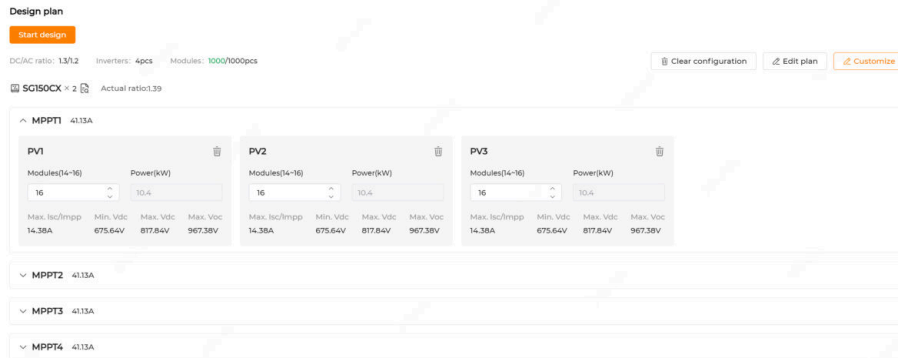 Design plan
Start design
DC/AC ratio: 1.3/1.2 Inverters: 4pcs Modules: 1000/1000pcs
Clear configuration Edit plan Customize
SG150CX × 2 Actual ratio:1.39
MPPT1 41.13A
PV1 PV2 PV3
Modules(14~16) Power(kW) Modules(14~16) Power(kW) Modules(14~16) Power(kW)
16 10.4 16 10.4 16 10.4
Max. Isc/Impp Min. Vdc Max. Vdc Max. Voc Max. Isc/Impp Min. Vdc Max. Vdc Max. Voc Max. Isc/Impp Min. Vdc Max. Vdc Max. Voc
14.38A 675.64V 817.84V 967.38V 14.38A 675.64V 817.84V 967.38V 14.38A 675.64V 817.84V 967.38V
MPPT2 41.13A
MPPT3 41.13A
MPPT4 41.13A